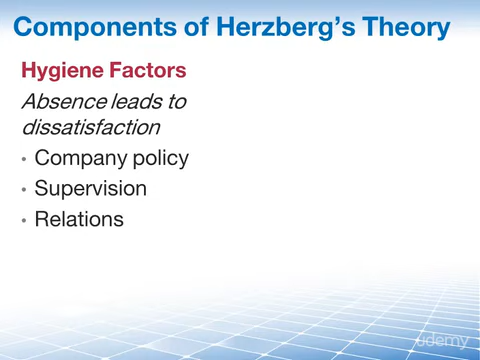 Components of Herzberg's Theory
Hygiene Factors
Absence leads to
dissatisfaction
• Company policy
• Supervision
• Relations
udemy